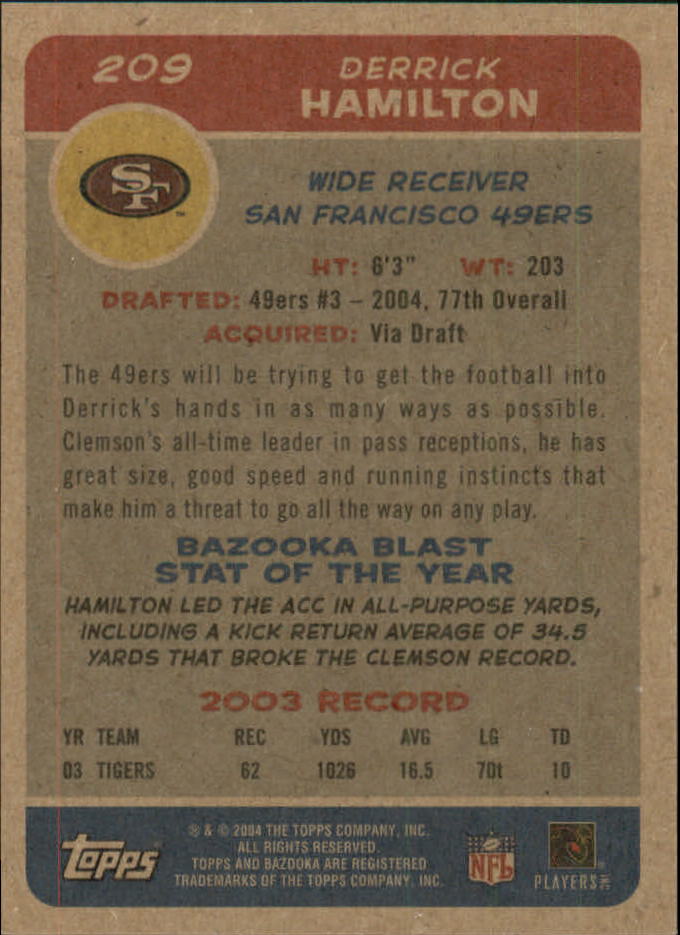 209
DERRICK
HAMILTON
SF
™
WIDE RECEIVER
SAN FRANCISCO 49ERS
HT: 6'3" WT: 203
DRAFTED: 49ers #3 – 2004, 77th Overall
ACQUIRED: Via Draft
The 49ers will be trying to get the football into
Derrick's hands in as many ways as possible.
Clemson's all-time leader in pass receptions, he has
great size, good speed and running instincts that
make him a threat to go all the way on any play.
BAZOOKA BLAST
STAT OF THE YEAR
HAMILTON LED THE ACC IN ALL-PURPOSE YARDS,
INCLUDING A KICK RETURN AVERAGE OF 34.5
YARDS THAT BROKE THE CLEMSON RECORD.
2003 RECORD
YR TEAM REC YDS AVG LG TD
03 TIGERS 62 1026 16.5 70t 10
topps
® & © 2004 THE TOPPS COMPANY, INC.
ALL RIGHTS RESERVED.
TOPPS AND BAZOOKA ARE REGISTERED
TRADEMARKS OF THE TOPPS COMPANY, INC.
NFL
PLAYERS INC